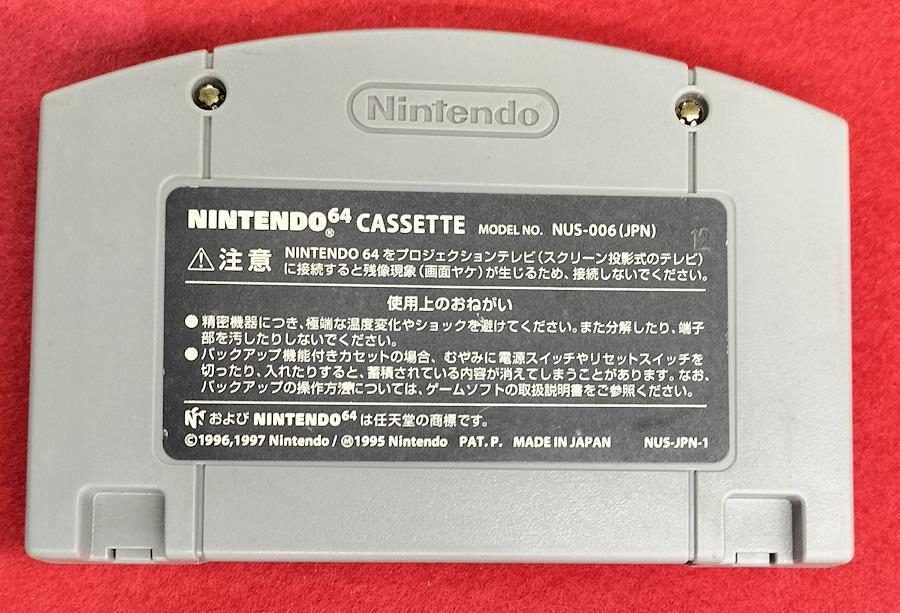 Nintendo®
NINTENDO®64 CASSETTE MODEL NO. NUS-006(JPN)
12
⚠注意 NINTENDO 64をプロジェクションテレビ(スクリーン投影式のテレビ)
に接続すると残像現象(画面ヤケ)が生じるため、接続しないでください。
使用上のおねがい
●精密機器につき、極端な温度変化やショックを避けてください。また分解したり、端子
部を汚したりしないでください。
●バックアップ機能付きカセットの場合、むやみに電源スイッチやリセットスイッチを
切ったり、入れたりすると、蓄積されている内容が消えてしまうことがあります。なお、
バックアップの操作方法については、ゲームソフトの取扱説明書をご参照ください。
および NINTENDO64 は任天堂の商標です。
©1996,1997 Nintendo/Ⓜ1995 Nintendo PAT.P. MADE IN JAPAN NUS-JPN-1